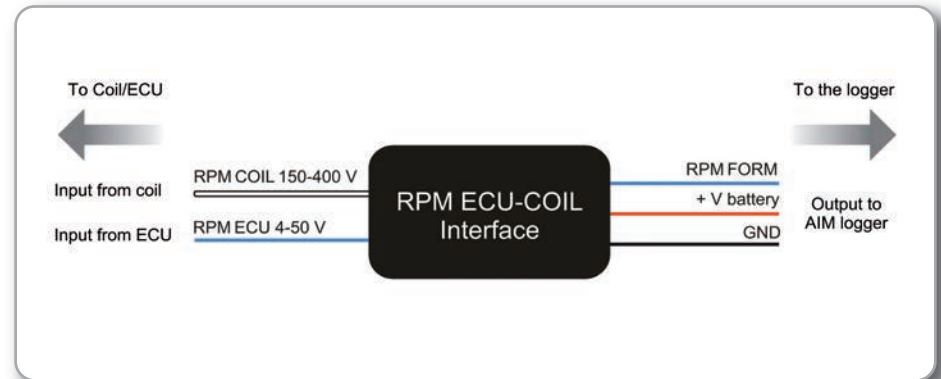 To Coil/ECU
To the logger
RPM COIL 150-400 V
Input from coil
RPM ECU 4-50 V
Input from ECU
RPM ECU-COIL
Interface
RPM FORM
+ V battery
GND
Output to
AIM logger